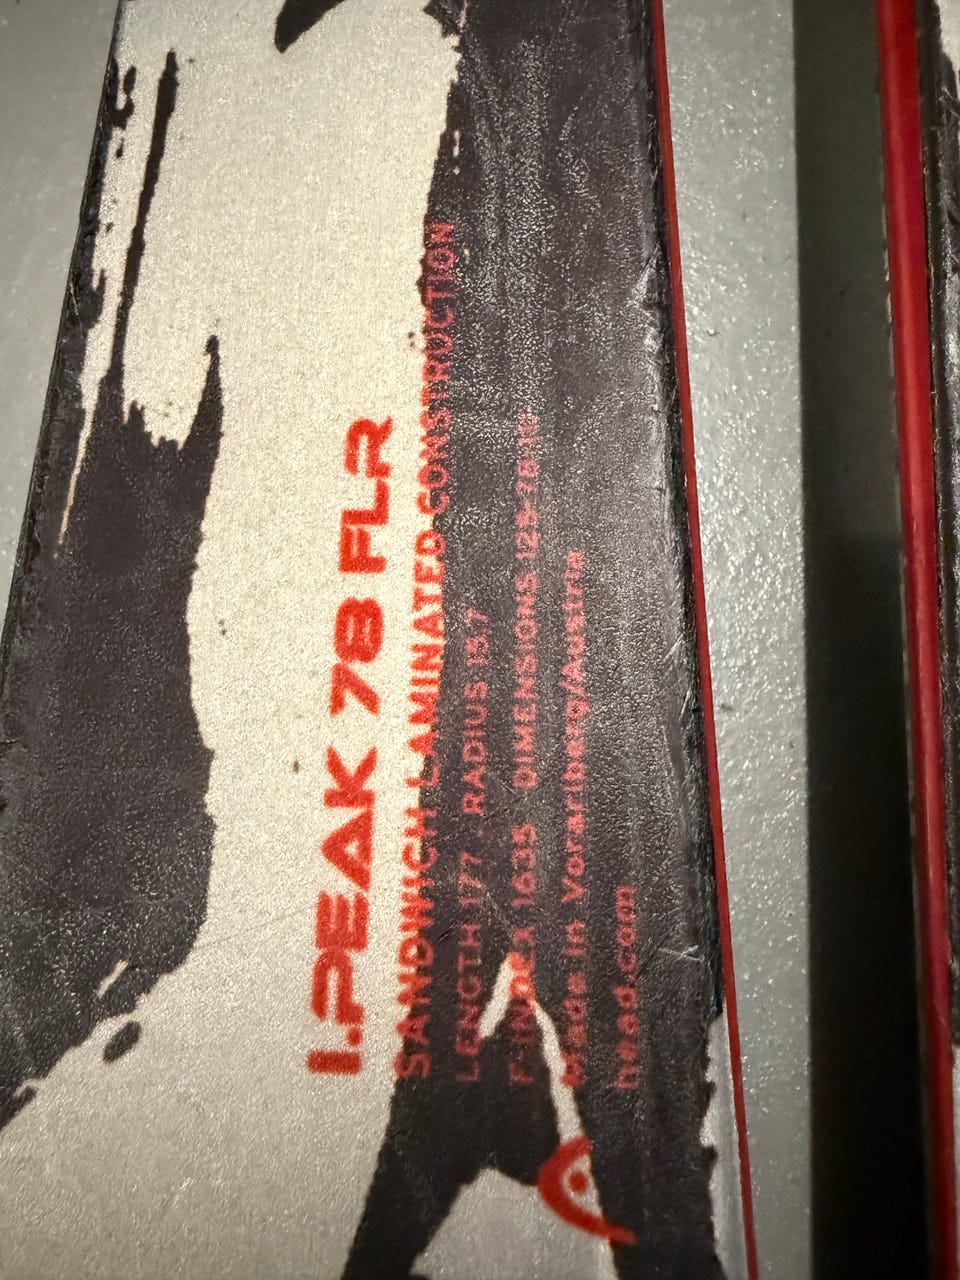 I.PEAK 78 FLR
SANDWICH LAMINATED CONSTRUCTION
LENGTH 177 . RADIUS 15.7
F-INDEX 1635 DIMENSIONS
Made in Vorarlberg/Austria
head.com